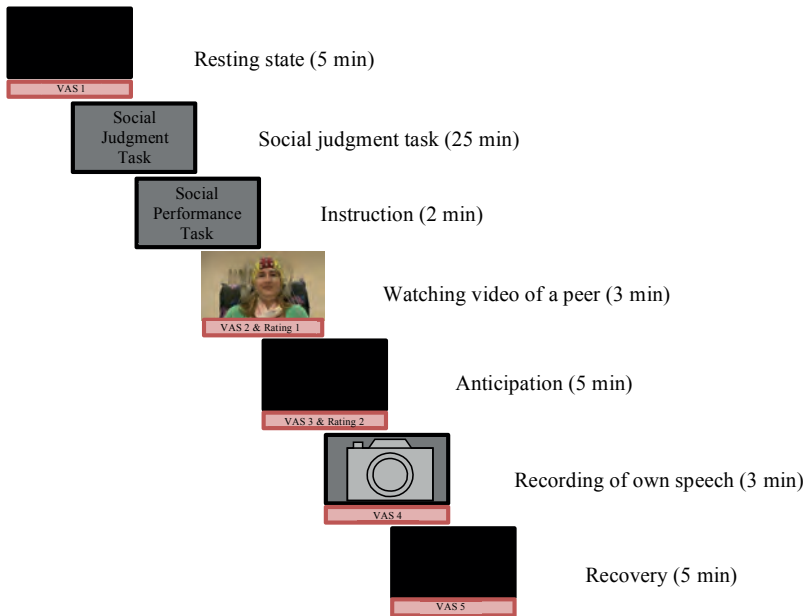 Resting state (5 min)
VAS 1
Social
Judgment
Task
Social judgment task (25 min)
Social
Performance
Task
Instruction (2 min)
Watching video of a peer (3 min)
VAS 2 & Rating 1
Anticipation (5 min)
VAS 3 & Rating 2
Recording of own speech (3 min)
VAS 4
Recovery (5 min)
VAS 5